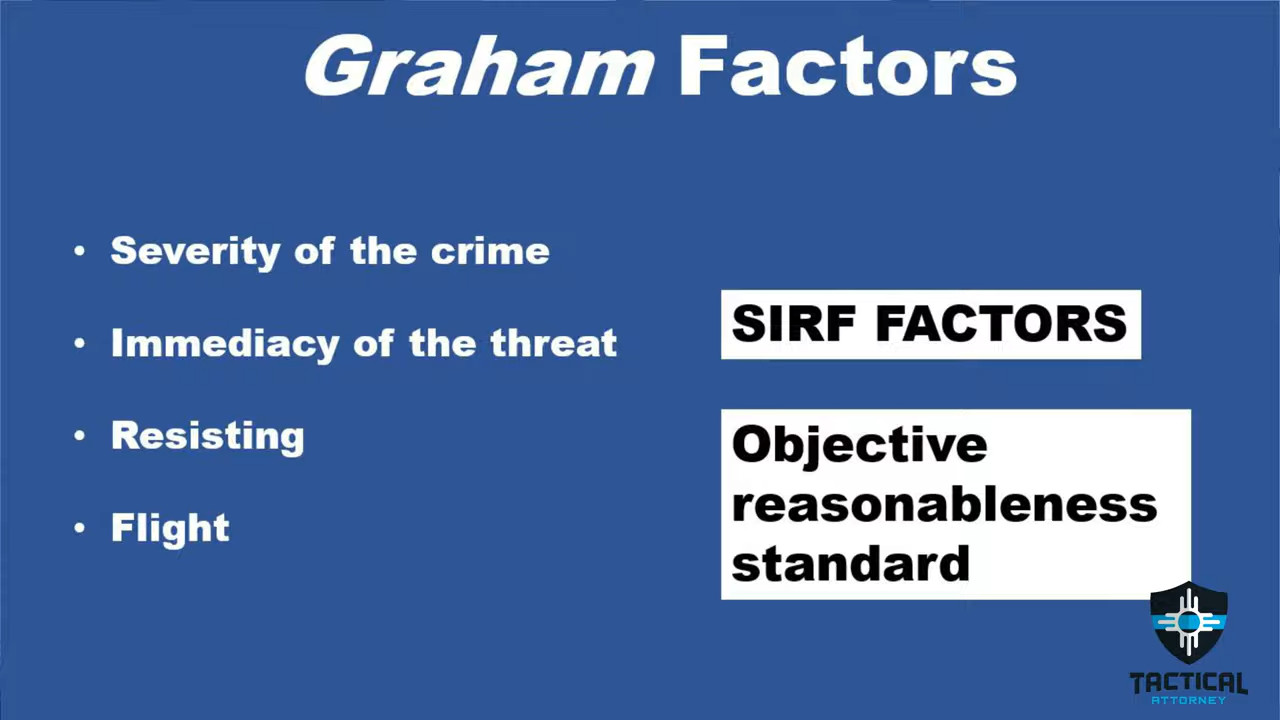 Graham Factors
• Severity of the crime
• Immediacy of the threat
• Resisting
• Flight
SIRF FACTORS
Objective
reasonableness
standard
TACTICAL
ATTORNEY